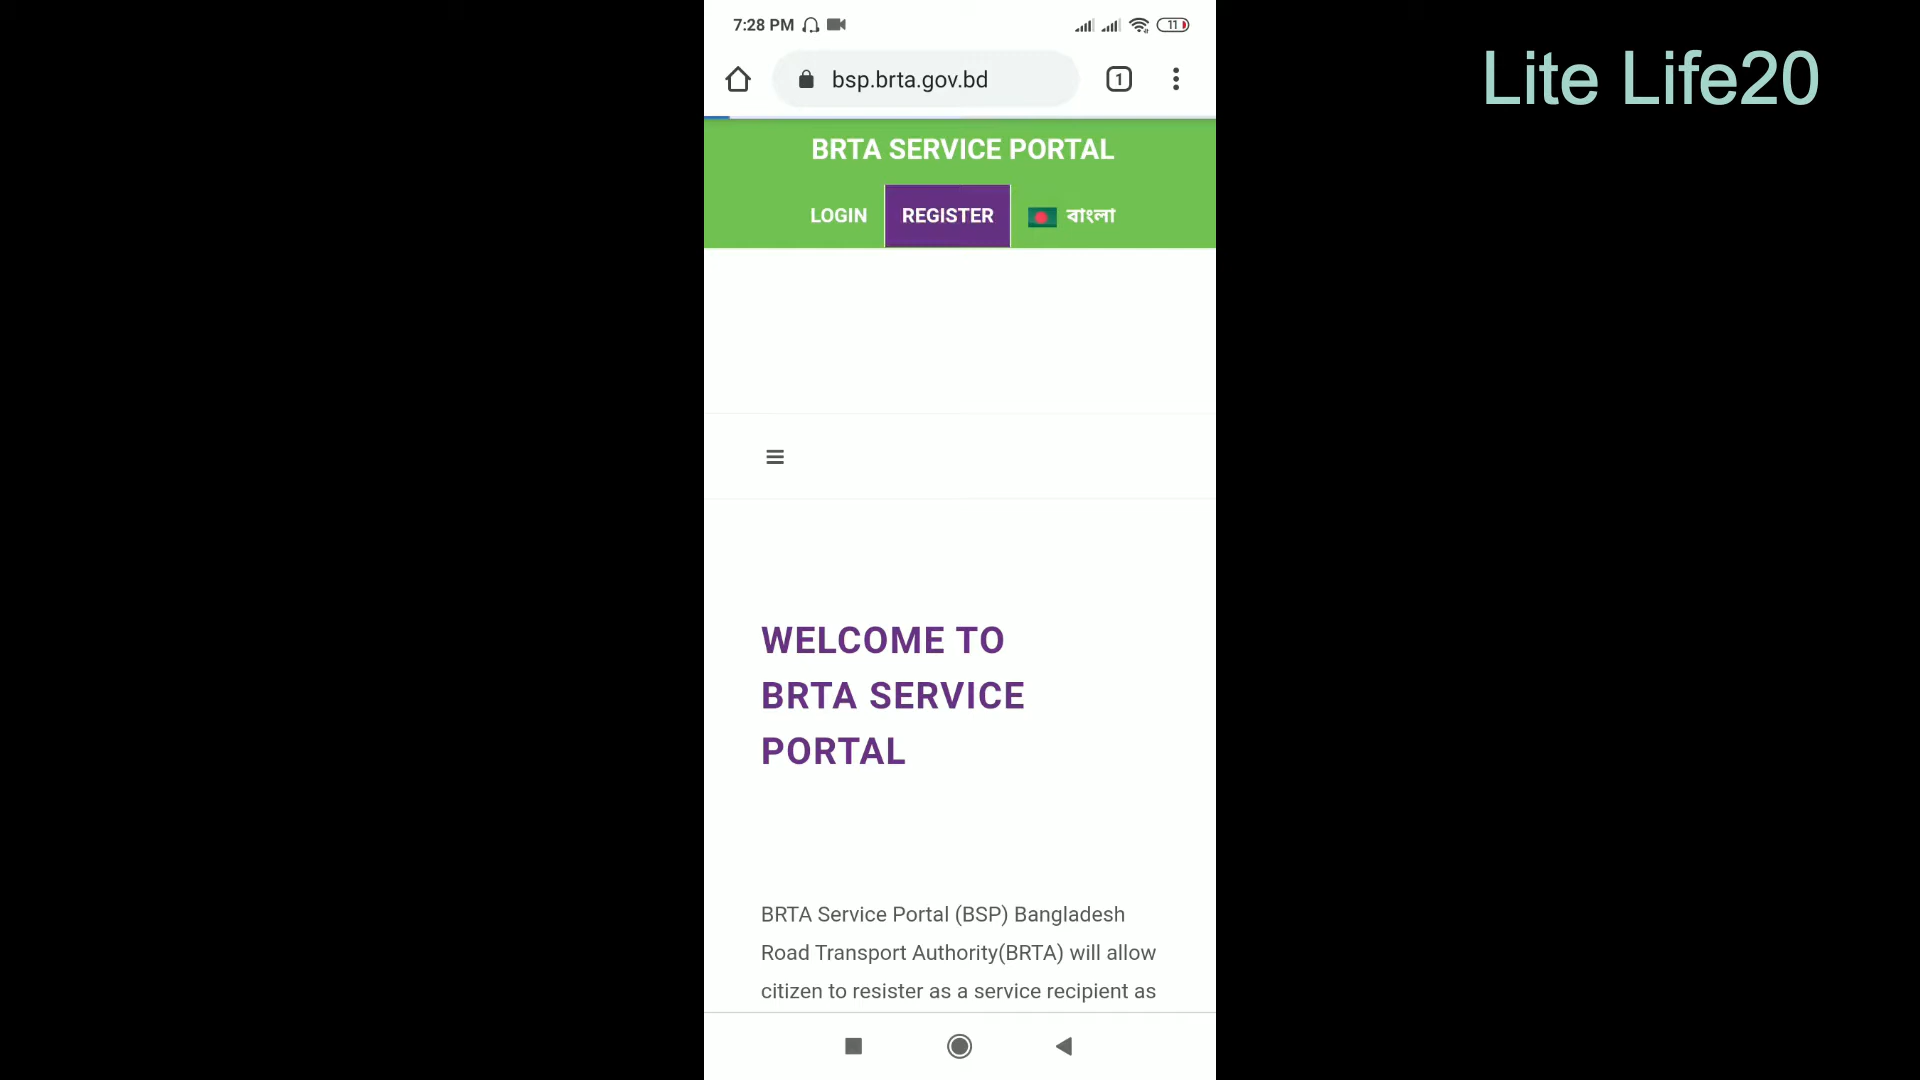 7:28 PM
11
bsp.brta.gov.bd
1
Lite Life20
BRTA SERVICE PORTAL
LOGIN
REGISTER
বাংলা
WELCOME TO
BRTA SERVICE
PORTAL
BRTA Service Portal (BSP) Bangladesh
Road Transport Authority(BRTA) will allow
citizen to resister as a service recipient as